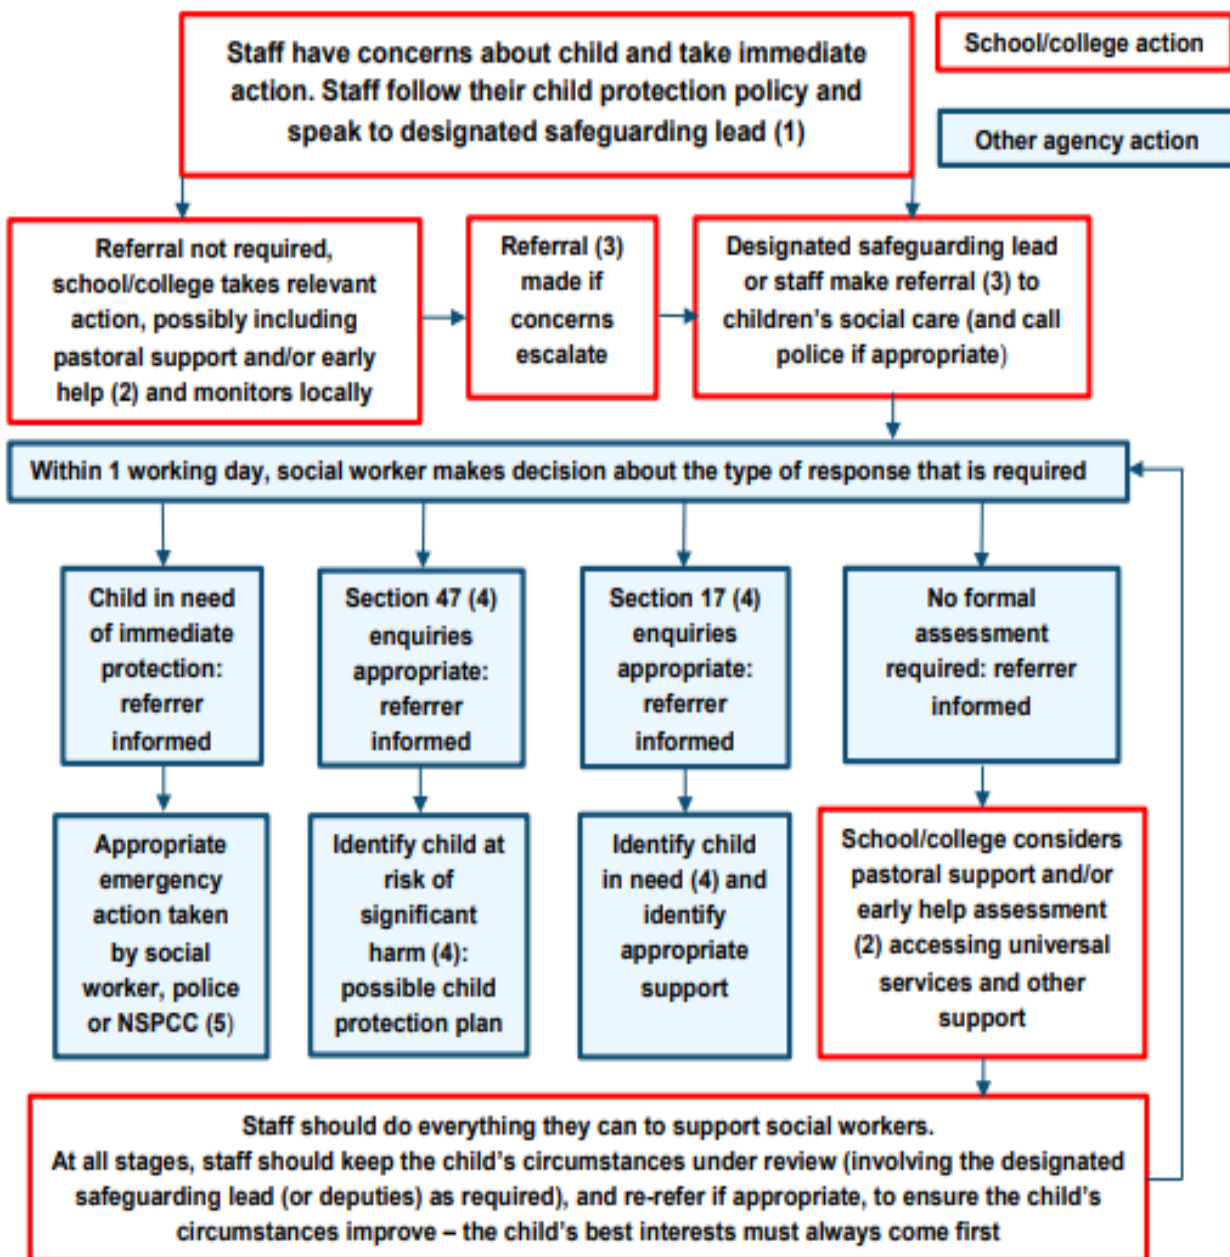 Staff have concerns about child and take immediate
action. Staff follow their child protection policy and
speak to designated safeguarding lead (1)
School/college action
Other agency action
Referral not required,
school/college takes relevant
action, possibly including
pastoral support and/or early
help (2) and monitors locally
Referral (3)
made if
concerns
escalate
Designated safeguarding lead
or staff make referral (3) to
children's social care (and call
police if appropriate)
Within 1 working day, social worker makes decision about the type of response that is required
Child in need
of immediate
protection:
referrer
informed
Section 47 (4)
enquiries
appropriate:
referrer
informed
Section 17 (4)
enquiries
appropriate:
referrer
informed
No formal
assessment
required: referrer
informed
Appropriate
emergency
action taken
by social
worker, police
or NSPCC (5)
Identify child at
risk of
significant
harm (4):
possible child
protection plan
Identify child
in need (4) and
identify
appropriate
support
School/college considers
pastoral support and/or
early help assessment
(2) accessing universal
services and other
support
Staff should do everything they can to support social workers.
At all stages, staff should keep the child's circumstances under review (involving the designated
safeguarding lead (or deputies) as required), and re-refer if appropriate, to ensure the child's
circumstances improve – the child's best interests must always come first